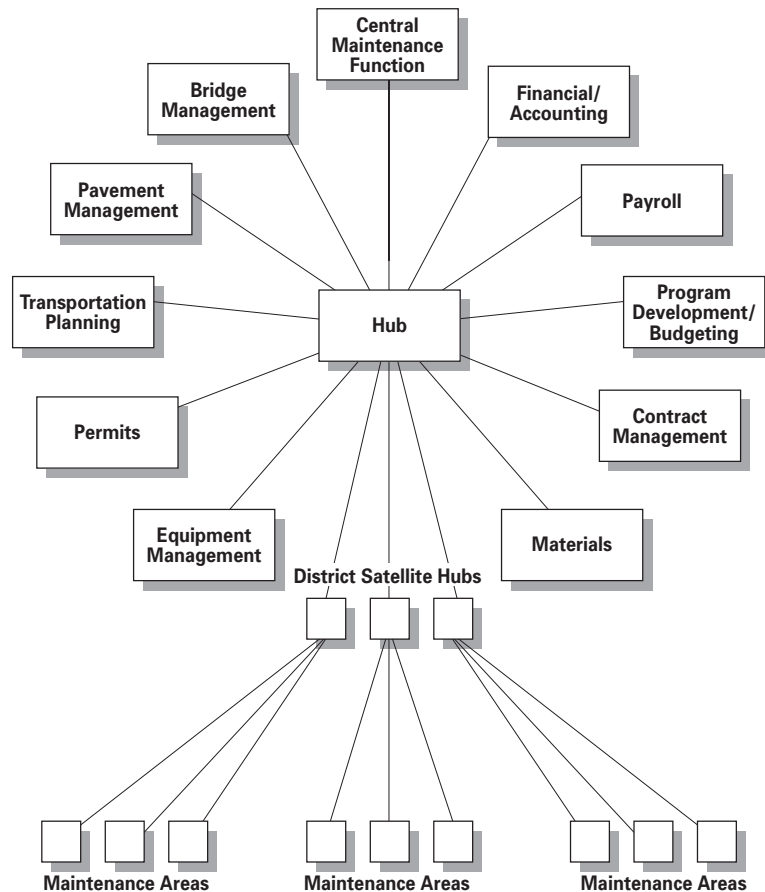 Central
Maintenance
Function
Bridge
Management
Financial/
Accounting
Pavement
Management
Payroll
Transportation
Planning
Hub
Program
Development/
Budgeting
Permits
Contract
Management
Equipment
Management
Materials
District Satellite Hubs
Maintenance Areas
Maintenance Areas
Maintenance Areas